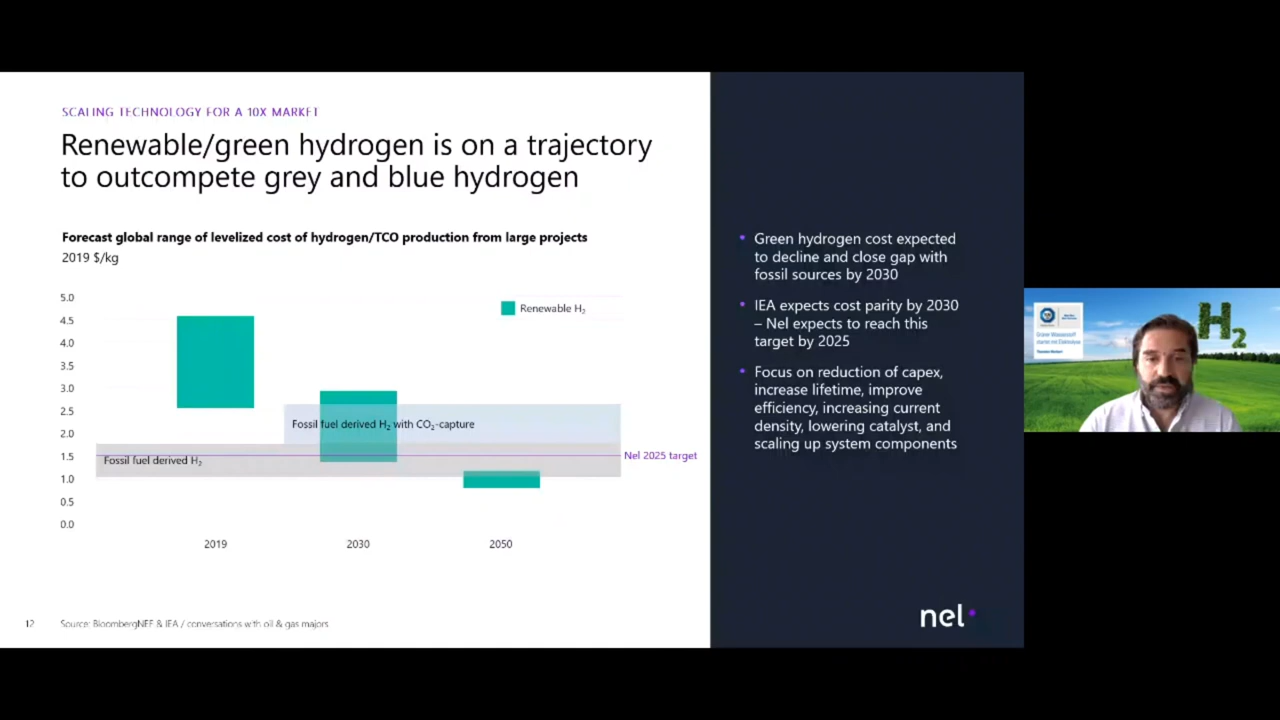 SCALING TECHNOLOGY FOR A 10X MARKET
Renewable/green hydrogen is on a trajectory
to outcompete grey and blue hydrogen
Forecast global range of levelized cost of hydrogen/TCO production from large projects
2019 $/kg
5.0
4.5
4.0
3.5
3.0
2.5
2.0
1.5
1.0
0.5
0.0
Renewable H₂
Fossil fuel derived H₂ with CO₂-capture
Fossil fuel derived H₂
Nel 2025 target
2019
2030
2050
12
Source: BloombergNEF & IEA / conversations with oil & gas majors
• Green hydrogen cost expected
to decline and close gap with
fossil sources by 2030
• IEA expects cost parity by 2030
– Nel expects to reach this
target by 2025
• Focus on reduction of capex,
increase lifetime, improve
efficiency, increasing current
density, lowering catalyst, and
scaling up system components
nel
Grüner Wasserstoff
H₂